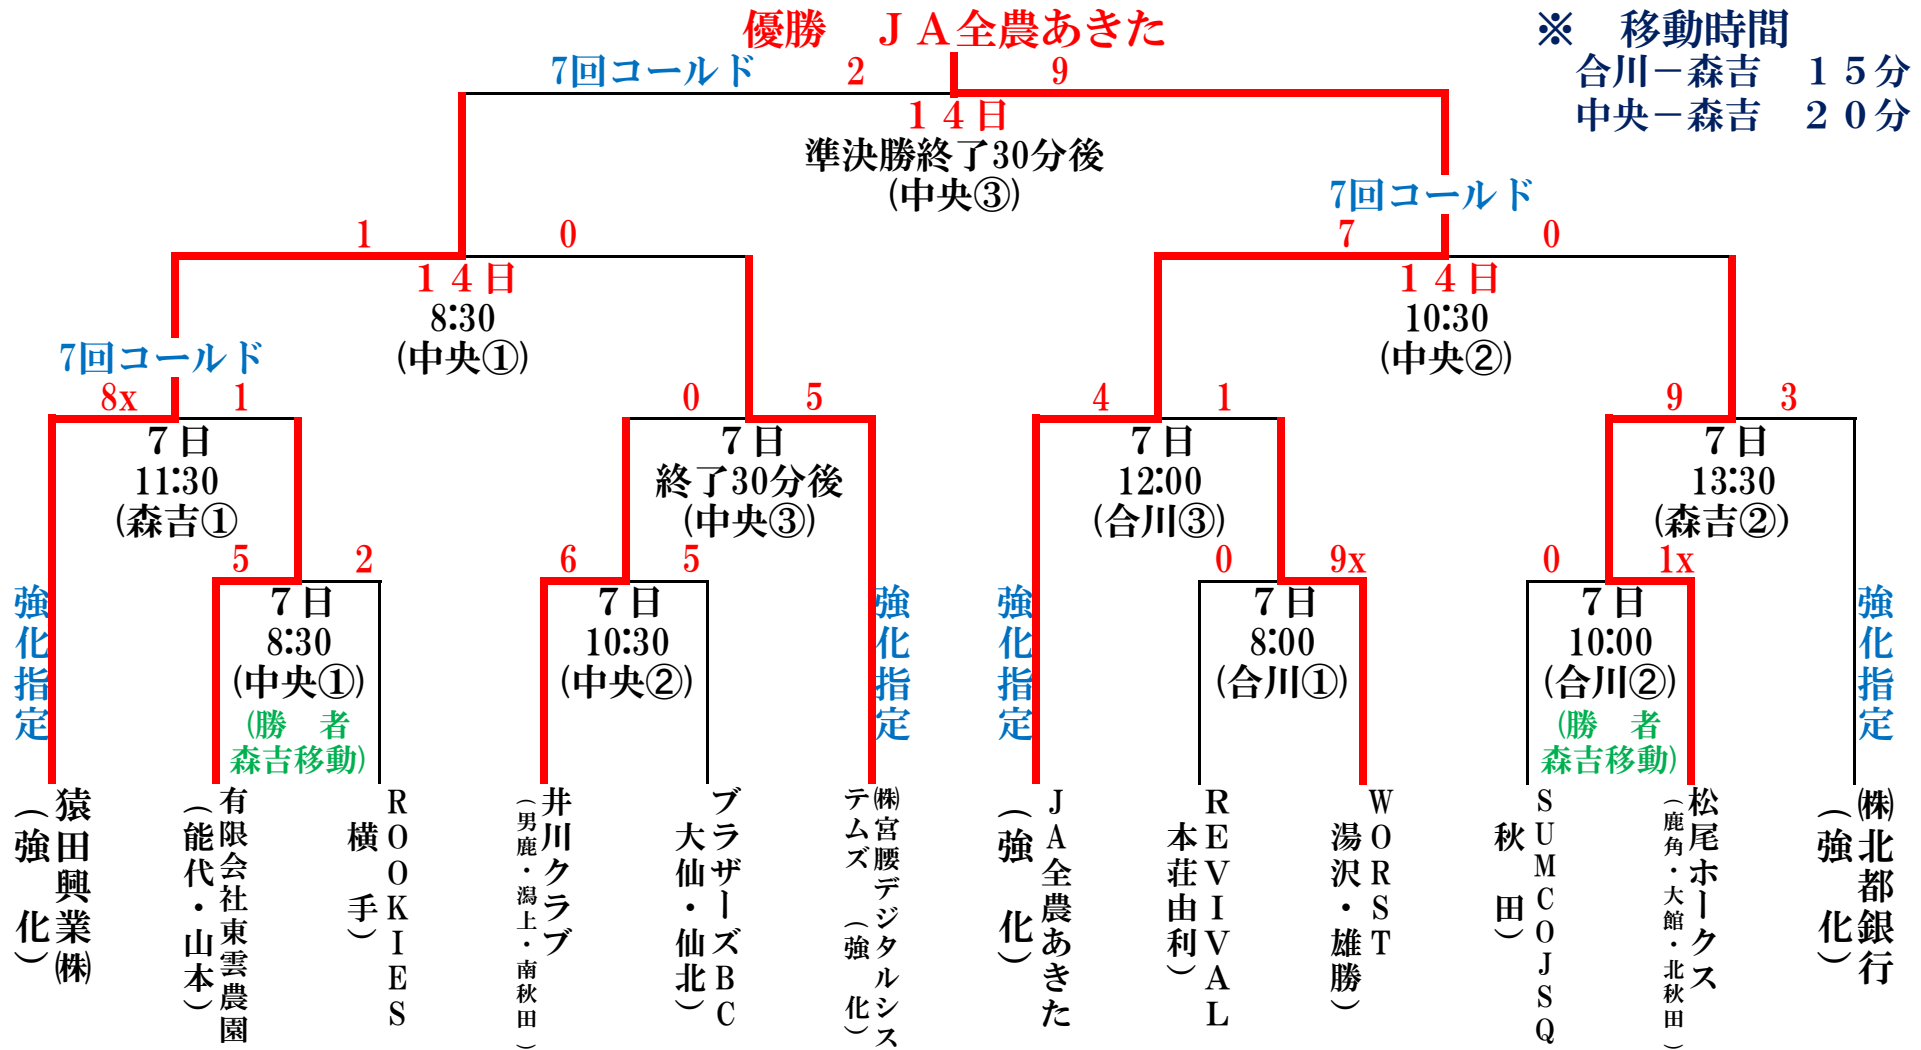 優勝　ＪＡ全農あきた
※　移動時間
合川－森吉　１５分
中央－森吉　２０分
7回コールド
2
9
１４日
準決勝終了30分後
(中央③)
7回コールド
1
0
１４日
8:30
(中央①)
7
0
１４日
10:30
(中央②)
7回コールド
8x
1
７日
11:30
(森吉①
0
5
７日
終了30分後
(中央③)
4
1
７日
12:00
(合川③)
9
3
７日
13:30
(森吉②)
5
2
７日
8:30
(中央①)
(勝　者
森吉移動)
6
5
７日
10:30
(中央②)
0
9x
７日
8:00
(合川①)
0
1x
７日
10:00
(合川②)
(勝　者
森吉移動)
強化指定
強化指定
強化指定
強化指定
猿田興業㈱
（強　化）
有限会社東雲農園
（能代・山本）
ＲＯＯＫＩＥＳ
横　手）
井川クラブ
（男鹿・潟上・南秋田）
ブラザーズＢＣ
大仙・仙北）
㈱宮腰デジタルシス
テムズ　（強　化）
ＪＡ全農あきた
（強　化）
ＲＥＶＩＶＡＬ
本荘由利）
ＷＯＲＳＴ
湯沢・雄勝）
ＳＵＭＣＯＪＳＱ
秋　田）
松尾ホークス
（鹿角・大館・北秋田）
㈱北都銀行
（強　化）